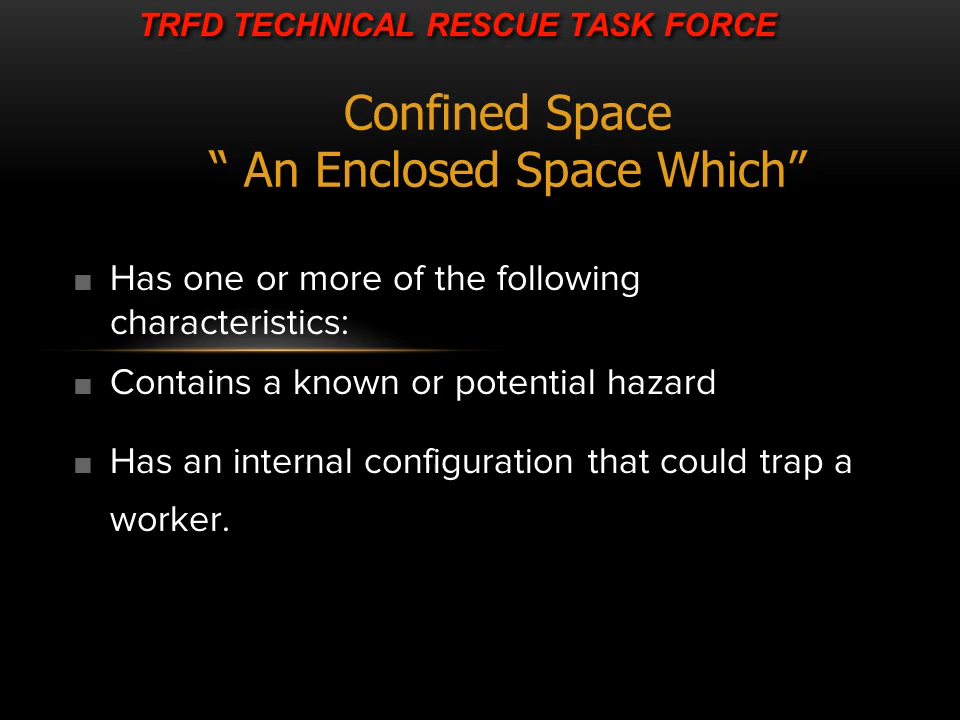 TRFD TECHNICAL RESCUE TASK FORCE
Confined Space
“ An Enclosed Space Which”
■ Has one or more of the following
characteristics:
■ Contains a known or potential hazard
■ Has an internal configuration that could trap a
worker.